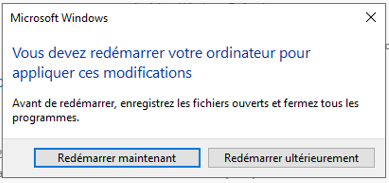 Microsoft Windows
Vous devez redémarrer votre ordinateur pour
appliquer ces modifications
Avant de redémarrer, enregistrez les fichiers ouverts et fermez tous les
programmes.
Redémarrer maintenant
Redémarrer ultérieurement